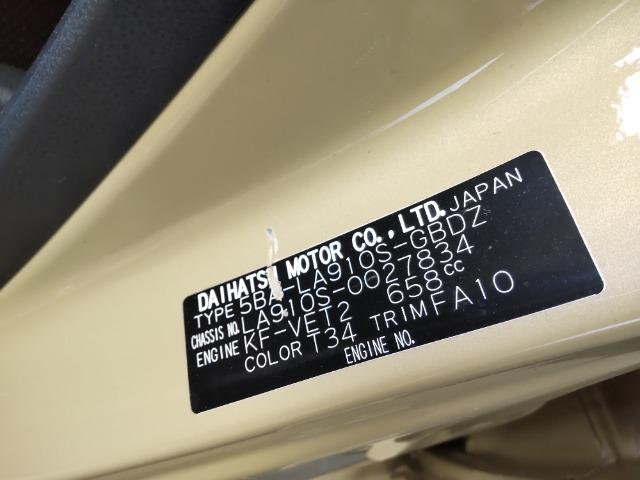 DAIHATSU MOTOR CO., LTD. JAPAN
TYPE 5BA-LA910S-GBDZ
CHASSIS NO. LA910S-0027834
ENGINE KF-VET2 658cc
COLOR T34 TRIM FA10
ENGINE NO.